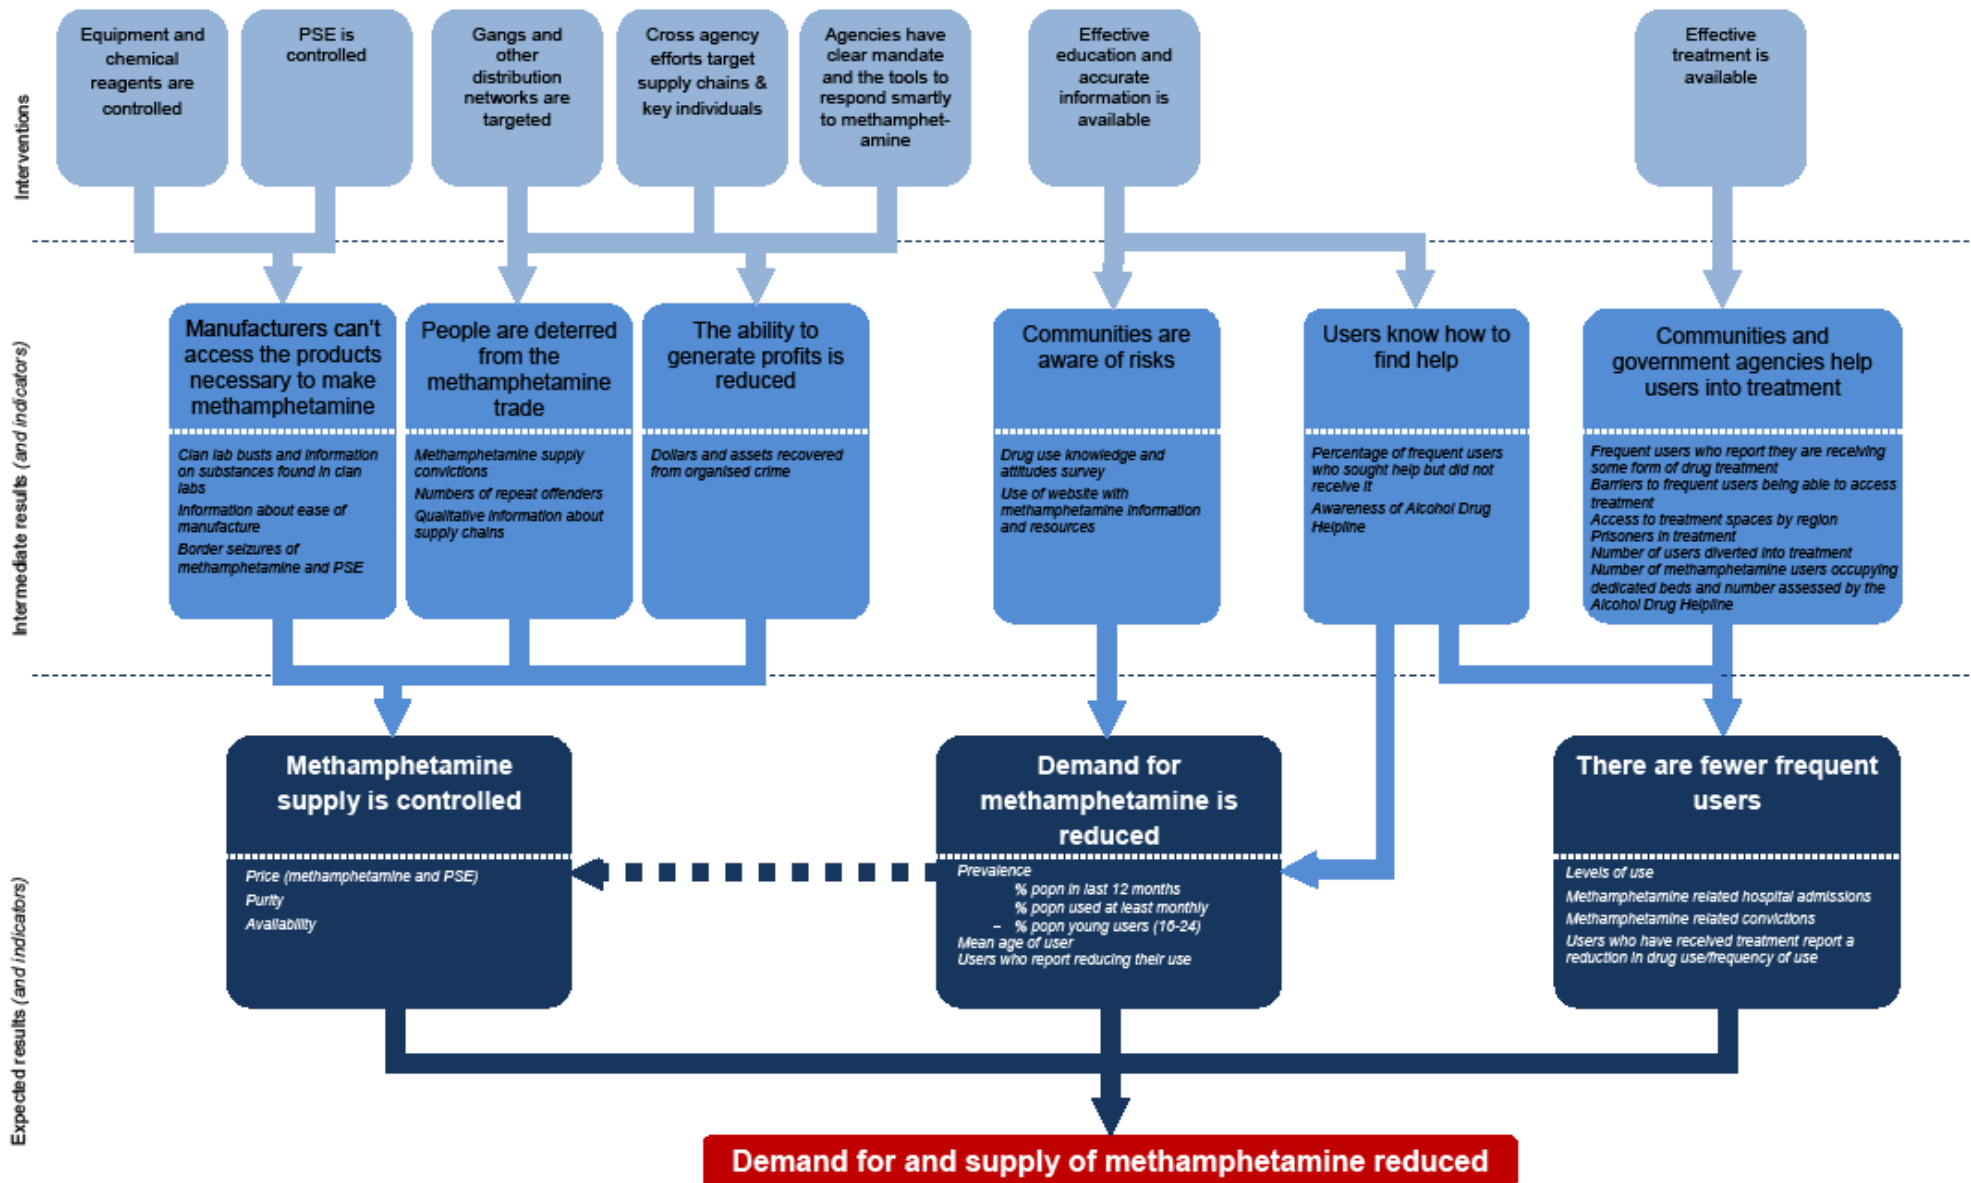 Interventions
Equipment and
chemical
reagents are
controlled
PSE is
controlled
Gangs and
other
distribution
networks are
targeted
Cross agency
efforts target
supply chains &
key individuals
Agencies have
clear mandate
and the tools to
respond smartly
to methamphet-
amine
Effective
education and
accurate
information is
available
Effective
treatment is
available
Intermediate results (and indicators)
Manufacturers can't
access the products
necessary to make
methamphetamine
Clan lab busts and information
on substances found in clan
labs
Information about ease of
manufacture
Border seizures of
methamphetamine and PSE
People are deterred
from the
methamphetamine
trade
Methamphetamine supply
convictions
Numbers of repeat offenders
Qualitative information about
supply chains
The ability to
generate profits is
reduced
Dollars and assets recovered
from organised crime
Communities are
aware of risks
Drug use knowledge and
attitudes survey
Use of website with
methamphetamine information
and resources
Users know how to
find help
Percentage of frequent users
who sought help but did not
receive it
Awareness of Alcohol Drug
Helpline
Communities and
government agencies help
users into treatment
Frequent users who report they are receiving
some form of drug treatment
Barriers to frequent users being able to access
treatment
Access to treatment spaces by region
Prisoners in treatment
Number of users diverted into treatment
Number of methamphetamine users occupying
dedicated beds and number assessed by the
Alcohol Drug Helpline
Expected results (and indicators)
Methamphetamine
supply is controlled
Price (methamphetamine and PSE)
Purity
Availability
Demand for
methamphetamine is
reduced
Prevalence
% popn in last 12 months
% popn used at least monthly
– % popn young users (16-24)
Mean age of user
Users who report reducing their use
There are fewer frequent
users
Levels of use
Methamphetamine related hospital admissions
Methamphetamine related convictions
Users who have received treatment report a
reduction in drug use/frequency of use
Demand for and supply of methamphetamine reduced